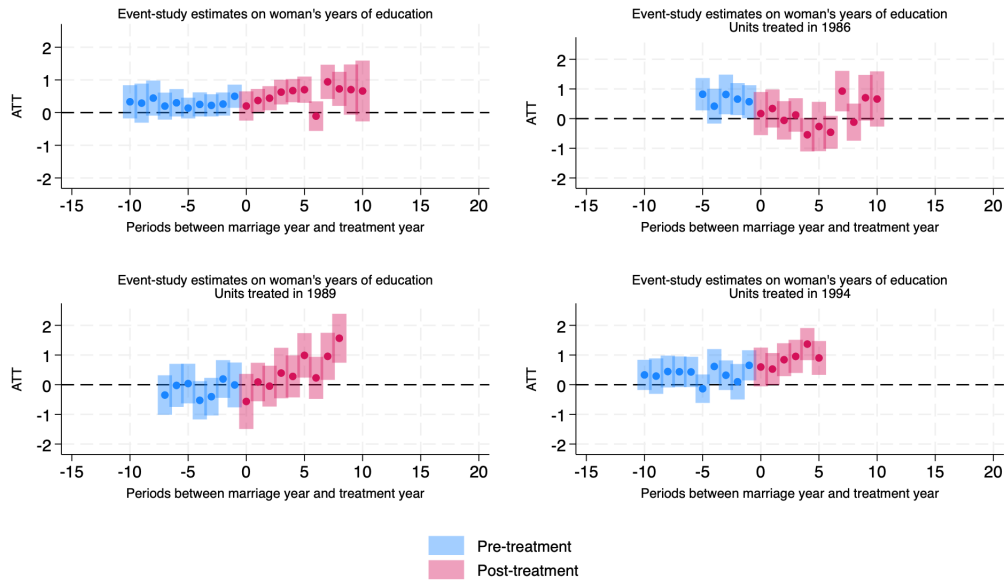 Event-study estimates on woman's years of education
2
1
0
-1
-2
ATT
-15 -10 -5 0 5 10 15 20
Periods between marriage year and treatment year
Event-study estimates on woman's years of education
Units treated in 1986
2
1
0
-1
-2
ATT
-15 -10 -5 0 5 10 15 20
Periods between marriage year and treatment year
Event-study estimates on woman's years of education
Units treated in 1989
2
1
0
-1
-2
ATT
-15 -10 -5 0 5 10 15 20
Periods between marriage year and treatment year
Event-study estimates on woman's years of education
Units treated in 1994
2
1
0
-1
-2
ATT
-15 -10 -5 0 5 10 15 20
Periods between marriage year and treatment year
Pre-treatment
Post-treatment